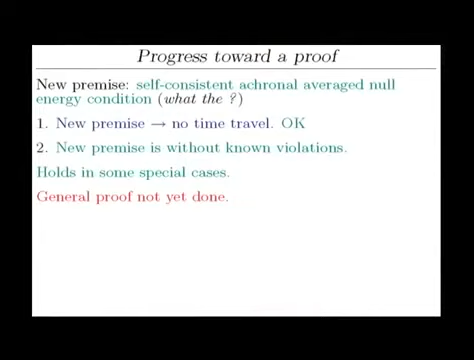 Progress toward a proof
New premise: self-consistent achronal averaged null
energy condition (what the ?)
1. New premise → no time travel. OK
2. New premise is without known violations.
Holds in some special cases.
General proof not yet done.